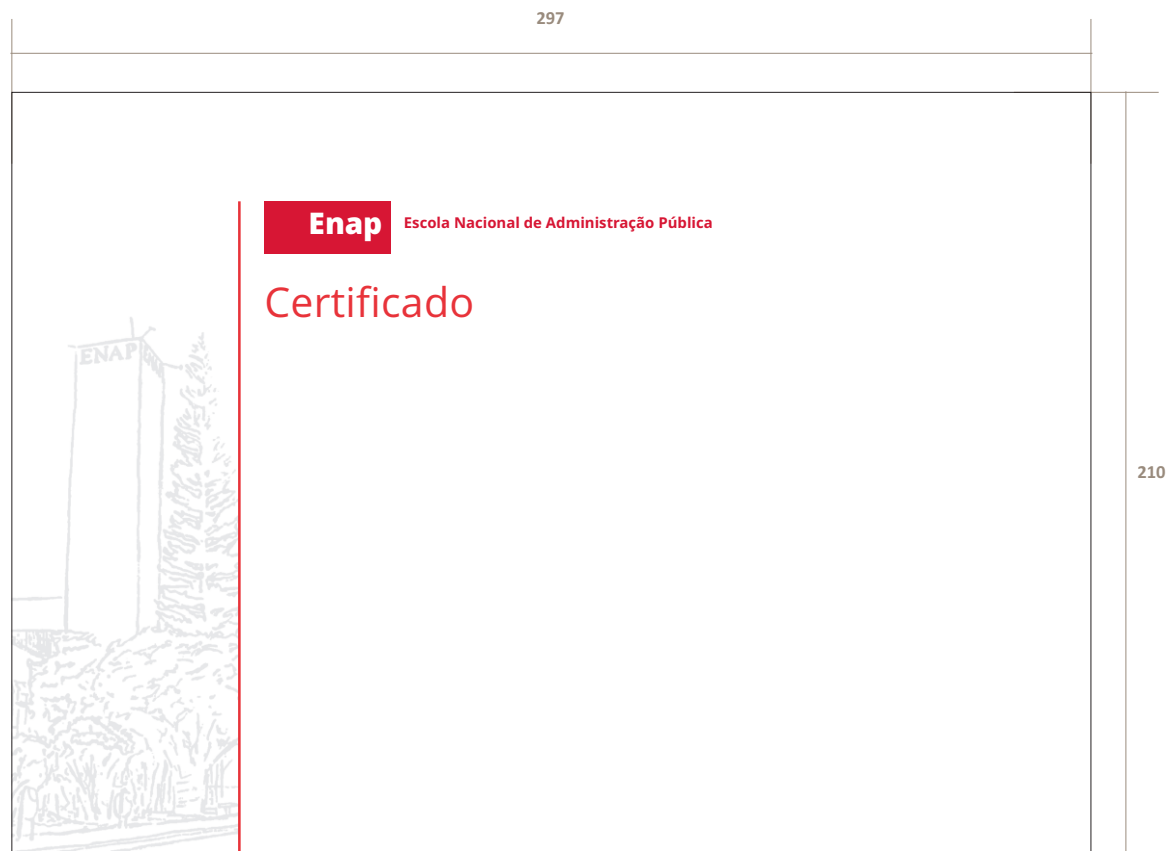 297
Enap
Escola Nacional de Administração Pública
Certificado
ENAP
210